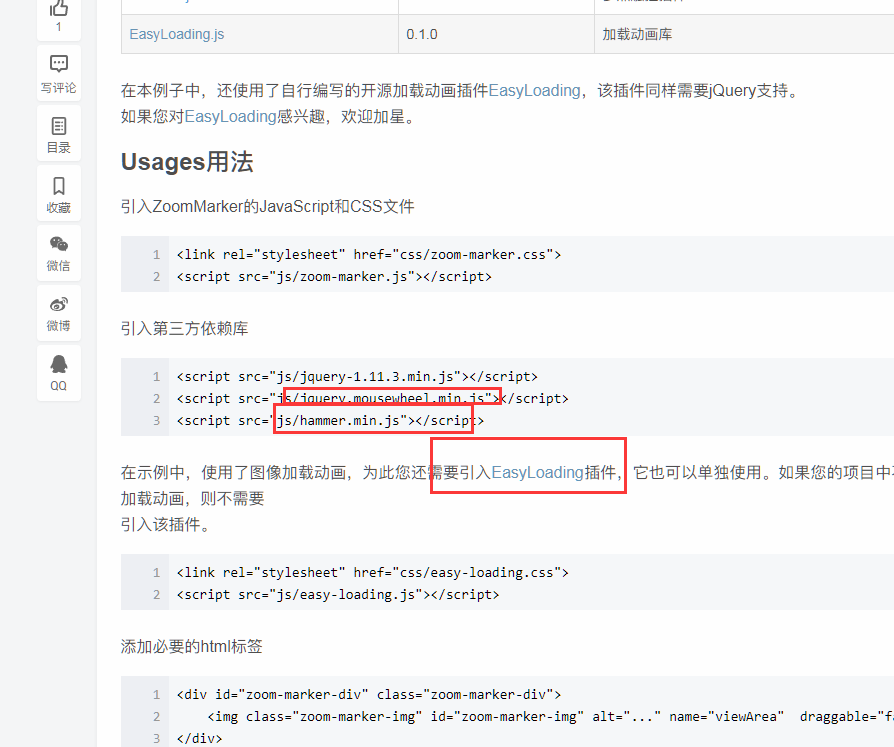 1
写评论
目录
收藏
微信
微博
QQ
EasyLoading.js 0.1.0 加载动画库
在本例子中，还使用了自行编写的开源加载动画插件EasyLoading，该插件同样需要jQuery支持。
如果您对EasyLoading感兴趣，欢迎加星。
Usages用法
引入ZoomMarker的JavaScript和CSS文件
1 <link rel="stylesheet" href="css/zoom-marker.css">
2 <script src="js/zoom-marker.js"></script>
引入第三方依赖库
1 <script src="js/jquery-1.11.3.min.js"></script>
2 <script src="js/jquery.mousewheel.min.js"></script>
3 <script src="js/hammer.min.js"></script>
在示例中，使用了图像加载动画，为此您还需要引入EasyLoading插件，它也可以单独使用。如果您的项目中
加载动画，则不需要
引入该插件。
1 <link rel="stylesheet" href="css/easy-loading.css">
2 <script src="js/easy-loading.js"></script>
添加必要的html标签
1 <div id="zoom-marker-div" class="zoom-marker-div">
2 <img class="zoom-marker-img" id="zoom-marker-img" alt="..." name="viewArea" draggable="f
3 </div>